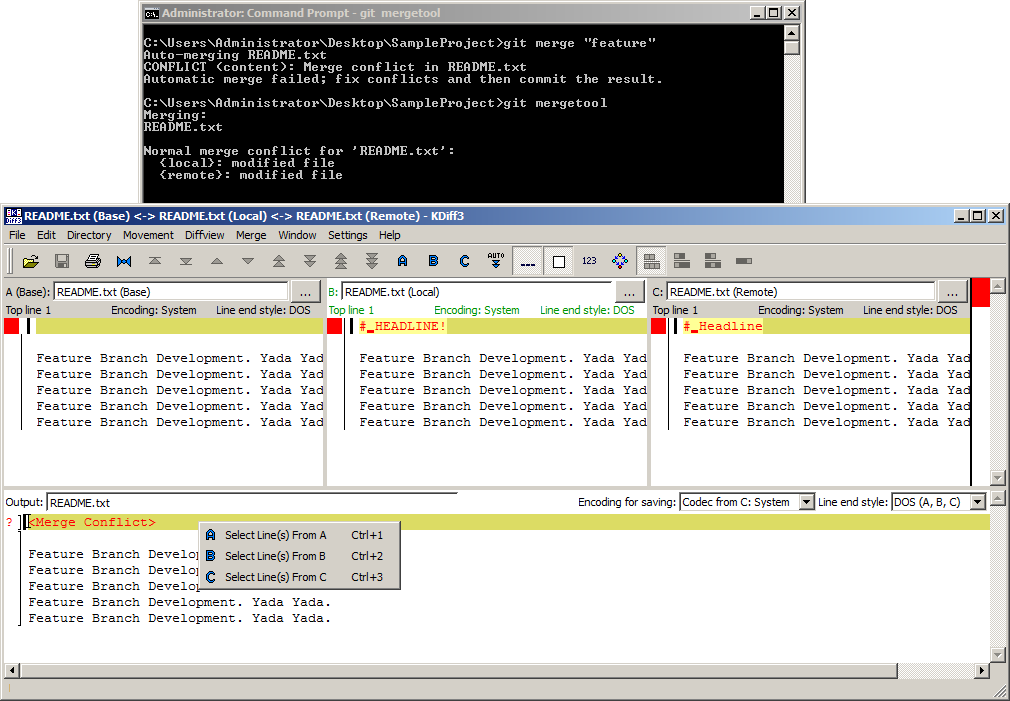 Administrator: Command Prompt - git mergetool
C:\Users\Administrator\Desktop\SampleProject>git merge "feature"
Auto-merging README.txt
CONFLICT (content): Merge conflict in README.txt
Automatic merge failed; fix conflicts and then commit the result.
C:\Users\Administrator\Desktop\SampleProject>git mergetool
Merging:
README.txt
Normal merge conflict for 'README.txt':
{local}: modified file
{remote}: modified file
README.txt (Base) <-> README.txt (Local) <-> README.txt (Remote) - KDiff3
File Edit Directory Movement Diffview Merge Window Settings Help
A B C AUTO ... 123
A (Base): README.txt (Base) ... B: README.txt (Local) ... C: README.txt (Remote) ...
Top line 1 Encoding: System Line end style: DOS Top line 1 Encoding: System Line end style: DOS Top line 1 Encoding: System Line end style: DOS
#_HEADLINE! #_Headline
Feature Branch Development. Yada Yad Feature Branch Development. Yada Yad Feature Branch Development. Yada Yad
Feature Branch Development. Yada Yad Feature Branch Development. Yada Yad Feature Branch Development. Yada Yad
Feature Branch Development. Yada Yad Feature Branch Development. Yada Yad Feature Branch Development. Yada Yad
Feature Branch Development. Yada Yad Feature Branch Development. Yada Yad Feature Branch Development. Yada Yad
Feature Branch Development. Yada Yad Feature Branch Development. Yada Yad Feature Branch Development. Yada Yad
Output: README.txt Encoding for saving: Codec from C: System Line end style: DOS (A, B, C)
? <Merge Conflict>
A Select Line(s) From A Ctrl+1
Feature Branch Develop B Select Line(s) From B Ctrl+2
Feature Branch Develop C Select Line(s) From C Ctrl+3
Feature Branch Develop
Feature Branch Development. Yada Yada.
Feature Branch Development. Yada Yada.